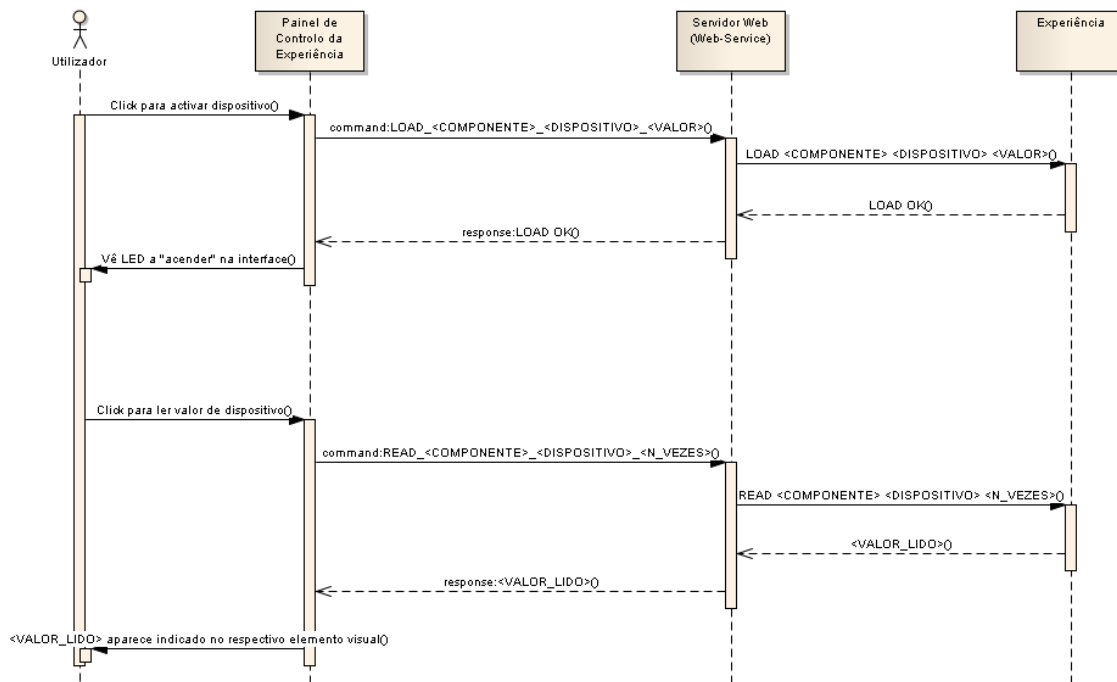 Utilizador
Painel de
Controlo da
Experiência
Servidor Web
(Web-Service)
Experiência
Click para activar dispositivo()
command:LOAD_<COMPONENTE>_<DISPOSITIVO>_<VALOR>()
LOAD <COMPONENTE> <DISPOSITIVO> <VALOR>()
LOAD OK()
response:LOAD OK()
Vê LED a "acender" na interface()
Click para ler valor de dispositivo()
command:READ_<COMPONENTE>_<DISPOSITIVO>_<N_VEZES>()
READ <COMPONENTE> <DISPOSITIVO> <N_VEZES>()
<VALOR_LIDO>()
response:<VALOR_LIDO>()
<VALOR_LIDO> aparece indicado no respectivo elemento visual()